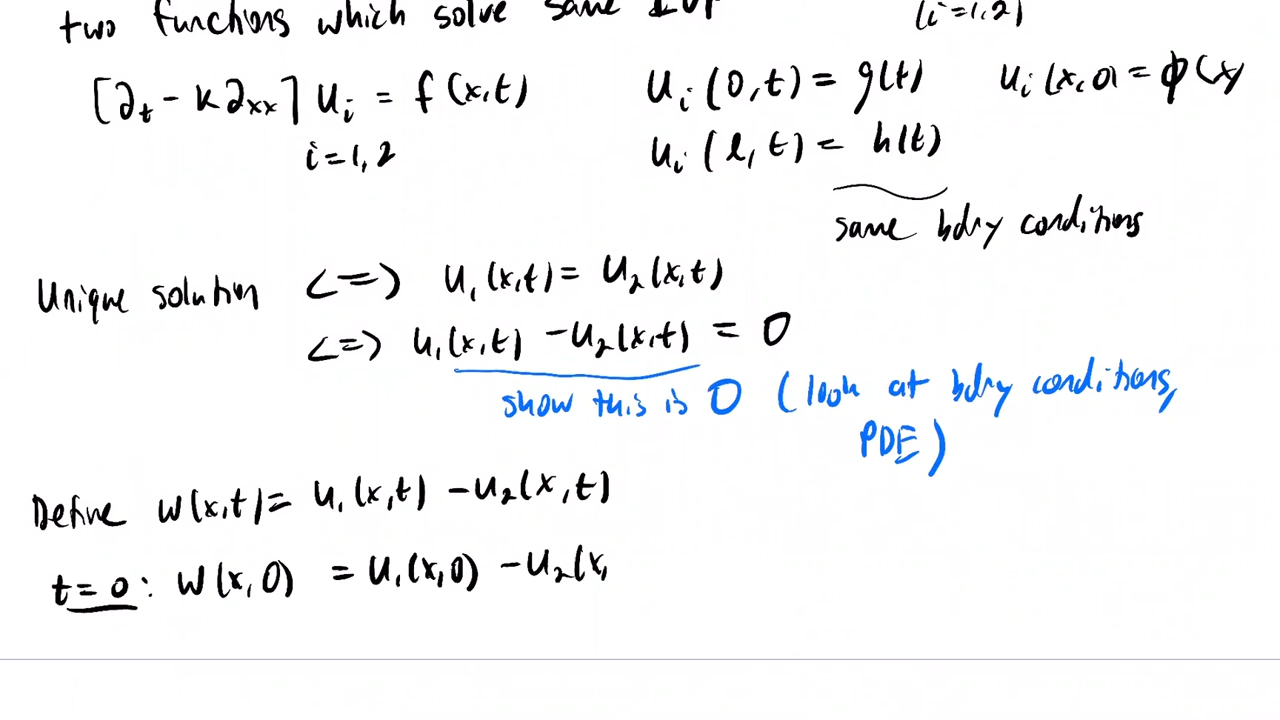 two functions which solve same IVP (i=1,2)
[∂ₜ - k∂ₓₓ] uᵢ = f(x,t) uᵢ(0,t) = g(t) uᵢ(x,0) = φ(x)
i=1,2 uᵢ(l,t) = h(t)
same bdry conditions
Unique solution <=> u₁(x,t) = u₂(x,t)
<=> u₁(x,t) - u₂(x,t) = 0
show this is 0 (look at bdry conditions,
PDE)
Define w(x,t) = u₁(x,t) - u₂(x,t)
t=0: w(x,0) = u₁(x,0) - u₂(x,